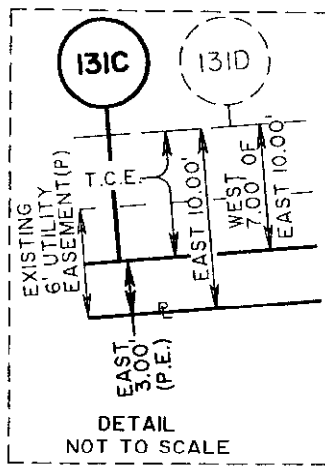 131C
131D
T.C.E.
EXISTING
6' UTILITY
EASEMENT(P)
EAST 10.00'
WEST
7.00' OF
EAST 10.00'
PL
EAST
3.00'
(P.E.)
DETAIL
NOT TO SCALE